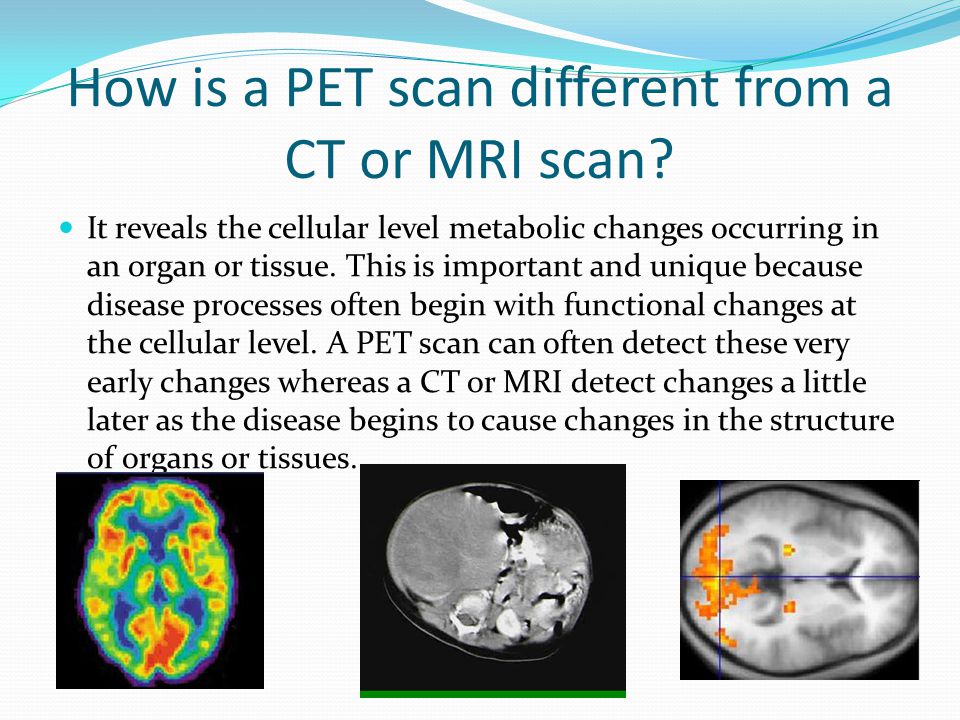 How is a PET scan different from a
CT or MRI scan?
It reveals the cellular level metabolic changes occurring in
an organ or tissue. This is important and unique because
disease processes often begin with functional changes at
the cellular level. A PET scan can often detect these very
early changes whereas a CT or MRI detect changes a little
later as the disease begins to cause changes in the structure
of organs or tissues.